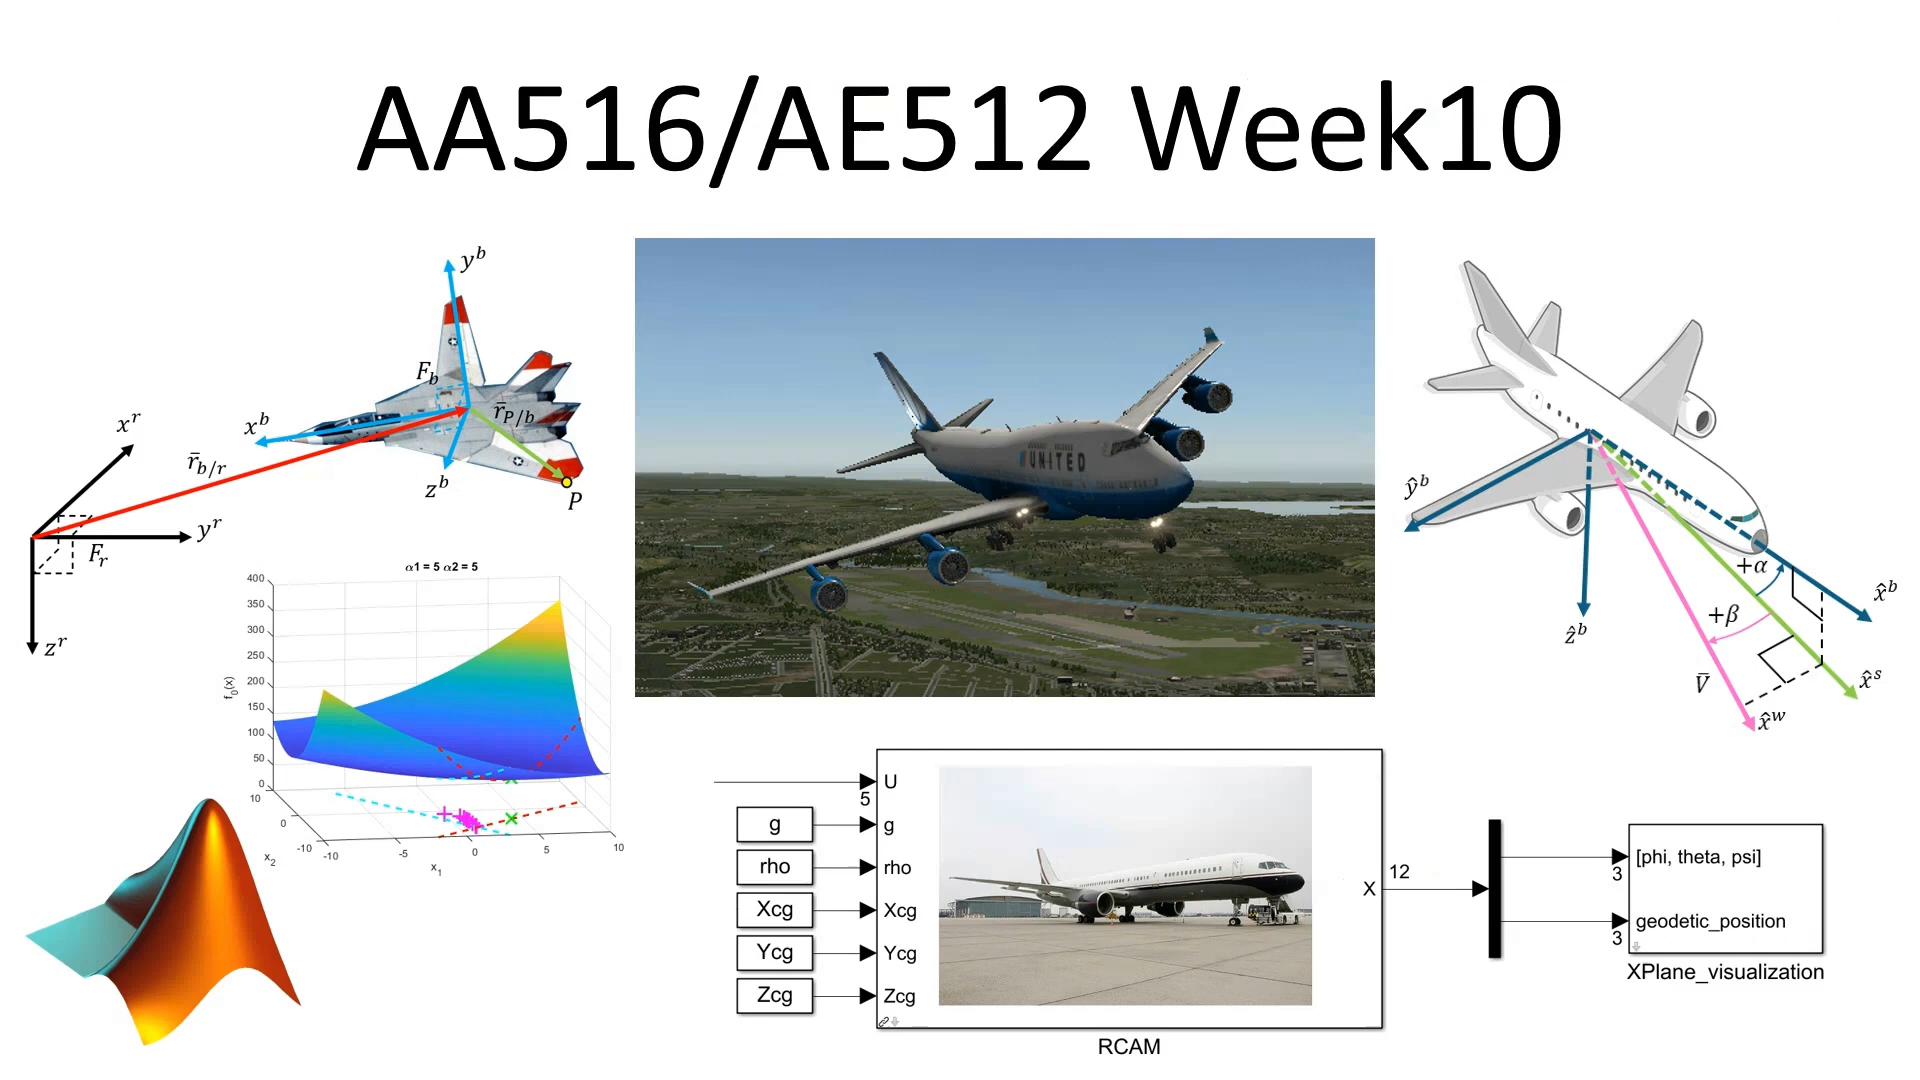 AA516/AE512 Week10
y^b
F_b
x^b
r̄_{P/b}
z^b
P
x^r
r̄_{b/r}
y^r
F_r
z^r
UNITED
ŷ^b
ẑ^b
+α
+β
x̂^b
V̄
x̂^s
x̂^w
α1 = 5 α2 = 5
400
350
300
250
200
150
100
50
0
f_0(x)
10
0
-10
x_2
-10
-5
0
5
10
x_1
U
5
g
g
rho
rho
Xcg
Xcg
Ycg
Ycg
Zcg
Zcg
X
12
RCAM
[phi, theta, psi]
3
geodetic_position
3
XPlane_visualization